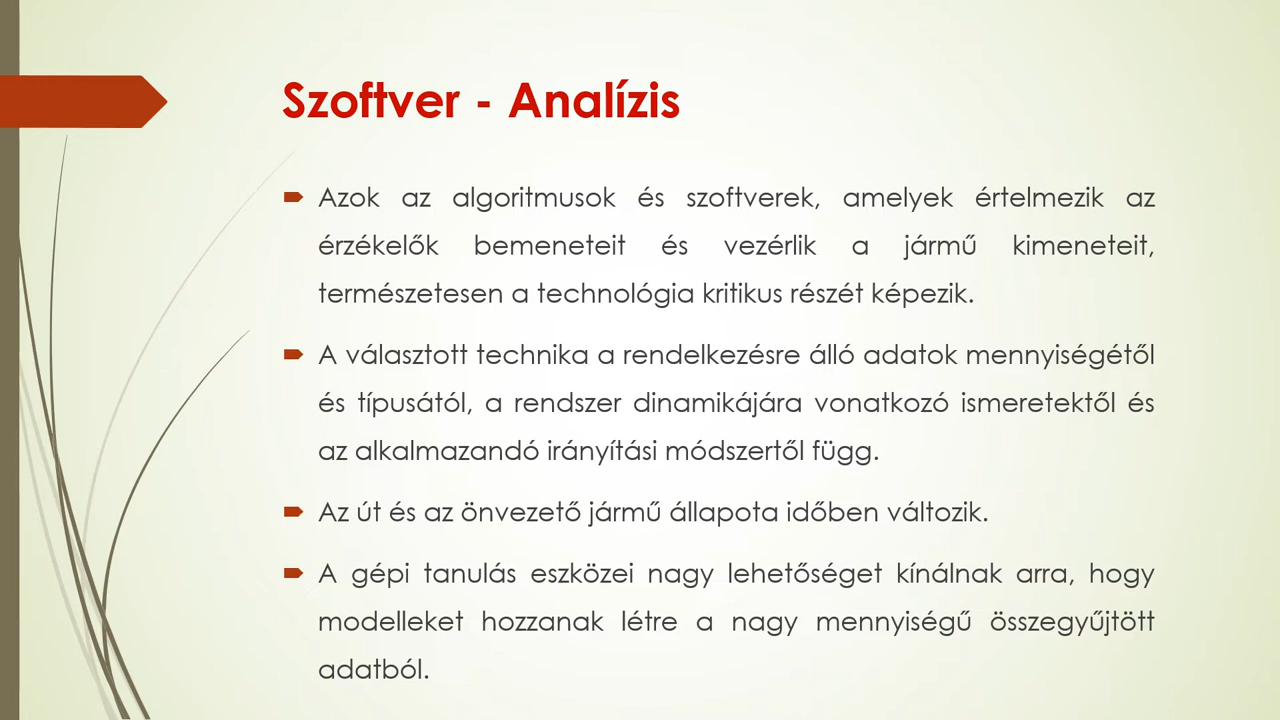 Szoftver - Analízis
Azok az algoritmusok és szoftverek, amelyek értelmezik az
érzékelők bemeneteit és vezérlik a jármű kimeneteit,
természetesen a technológia kritikus részét képezik.
A választott technika a rendelkezésre álló adatok mennyiségétől
és típusától, a rendszer dinamikájára vonatkozó ismeretektől és
az alkalmazandó irányítási módszertől függ.
Az út és az önvezető jármű állapota időben változik.
A gépi tanulás eszközei nagy lehetőséget kínálnak arra, hogy
modelleket hozzanak létre a nagy mennyiségű összegyűjtött
adatból.